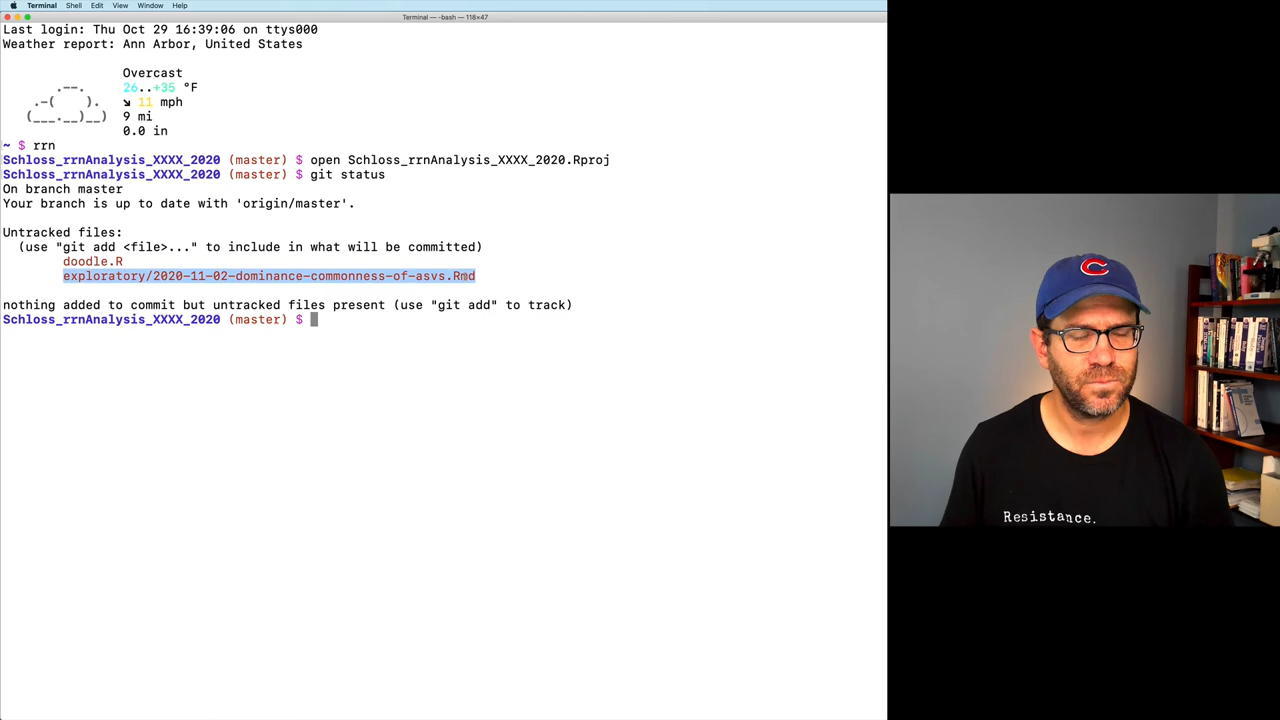 Terminal Shell Edit View Window Help
Terminal — -bash — 118×47
Last login: Thu Oct 29 16:39:06 on ttys000
Weather report: Ann Arbor, United States
Overcast
.--. 26..+35 °F
.-( ). ↘ 11 mph
(___.__)__) 9 mi
0.0 in
~ $ rrn
Schloss_rrnAnalysis_XXXX_2020 (master) $ open Schloss_rrnAnalysis_XXXX_2020.Rproj
Schloss_rrnAnalysis_XXXX_2020 (master) $ git status
On branch master
Your branch is up to date with 'origin/master'.
Untracked files:
(use "git add <file>..." to include in what will be committed)
doodle.R
exploratory/2020-11-02-dominance-commonness-of-asvs.Rmd
nothing added to commit but untracked files present (use "git add" to track)
Schloss_rrnAnalysis_XXXX_2020 (master) $
C
Resistance.